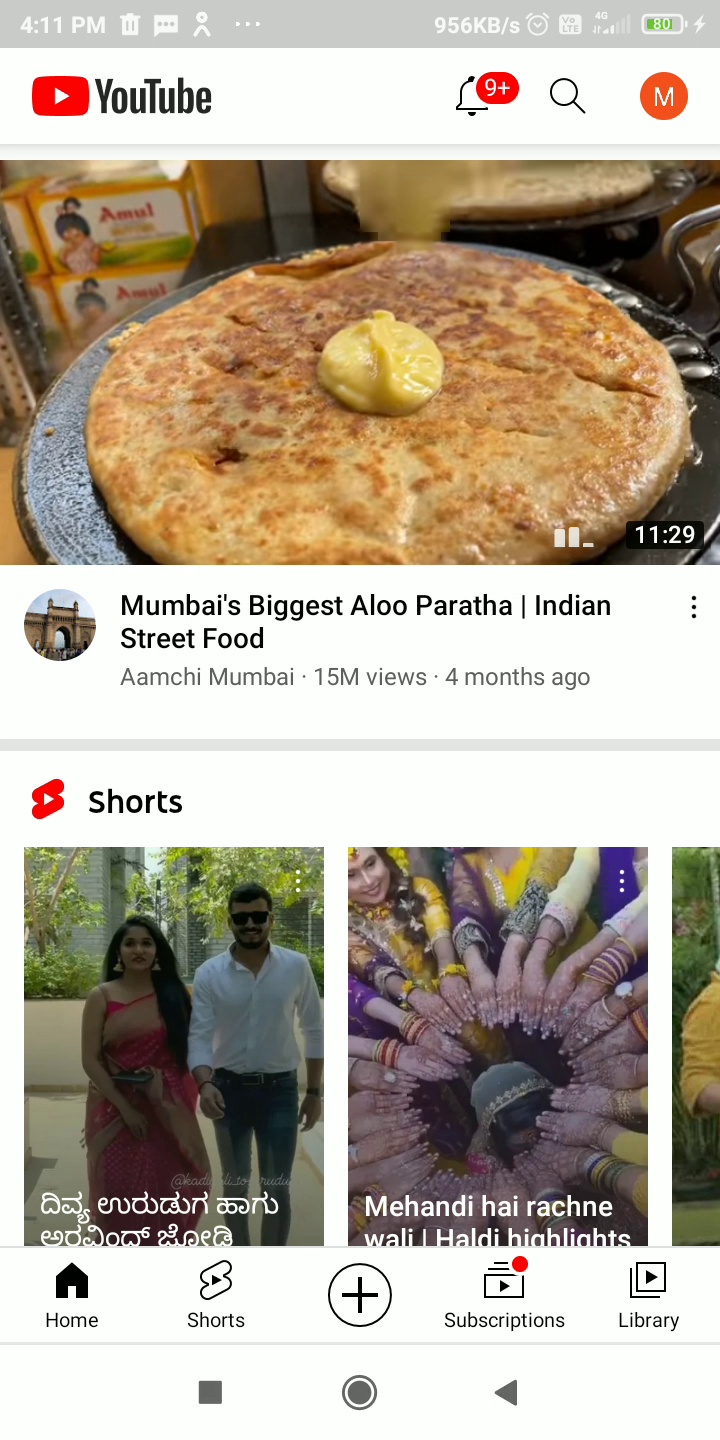 4:11 PM
956KB/s
Vo LTE
4G
80
YouTube
9+
M
Amul
Amul
11:29
Mumbai's Biggest Aloo Paratha | Indian
Street Food
Aamchi Mumbai · 15M views · 4 months ago
Shorts
ದಿವ್ಯ ಉರುಡುಗ ಹಾಗು
ಅರವಿಂದ್ ಜೋಡಿ
Mehandi hai rachne
wali | Haldi highlights
Home
Shorts
Subscriptions
Library